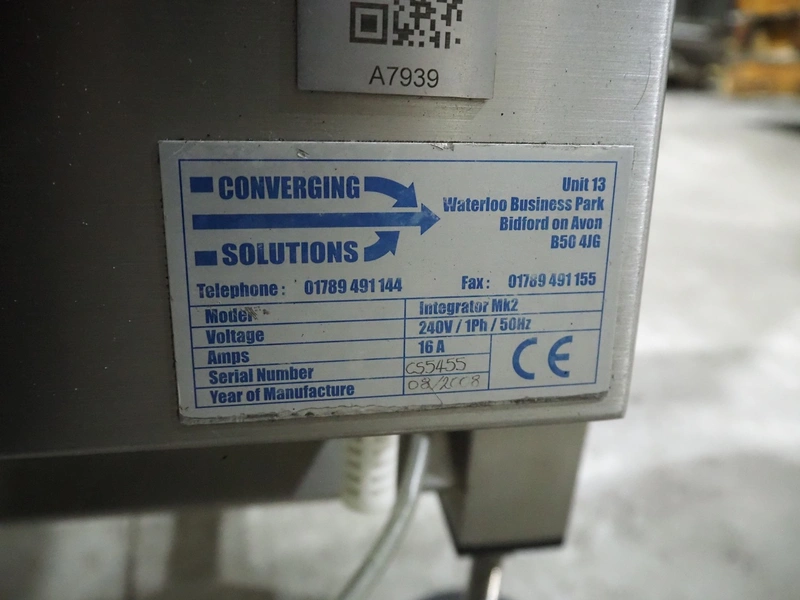 A7939
CONVERGING
SOLUTIONS
Unit 13
Waterloo Business Park
Bidford on Avon
B50 4JG
Telephone : 01789 491 144 Fax : 01789 491 155
Model Integrator Mk2
Voltage 240V / 1Ph / 50Hz
Amps 16 A
Serial Number CS5455
Year of Manufacture 08/2008
CE